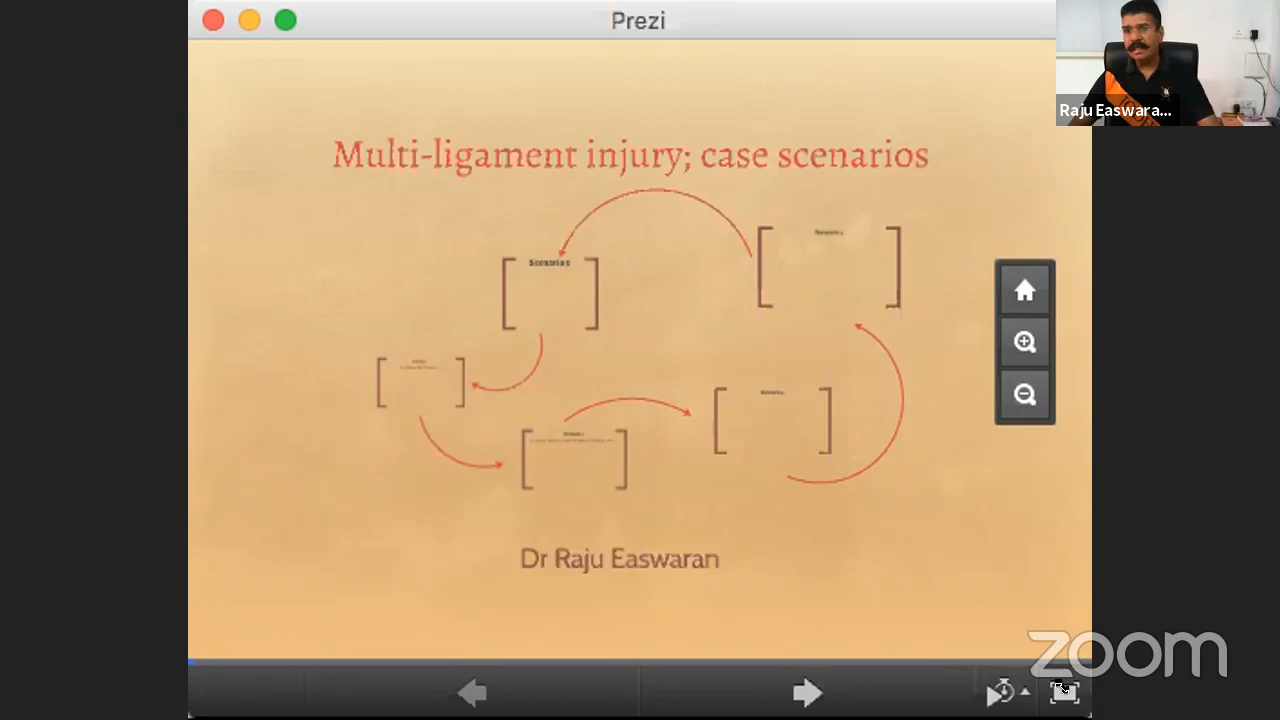 Prezi
Raju Easwara...
Multi-ligament injury; case scenarios
Dr Raju Easwaran
zoom